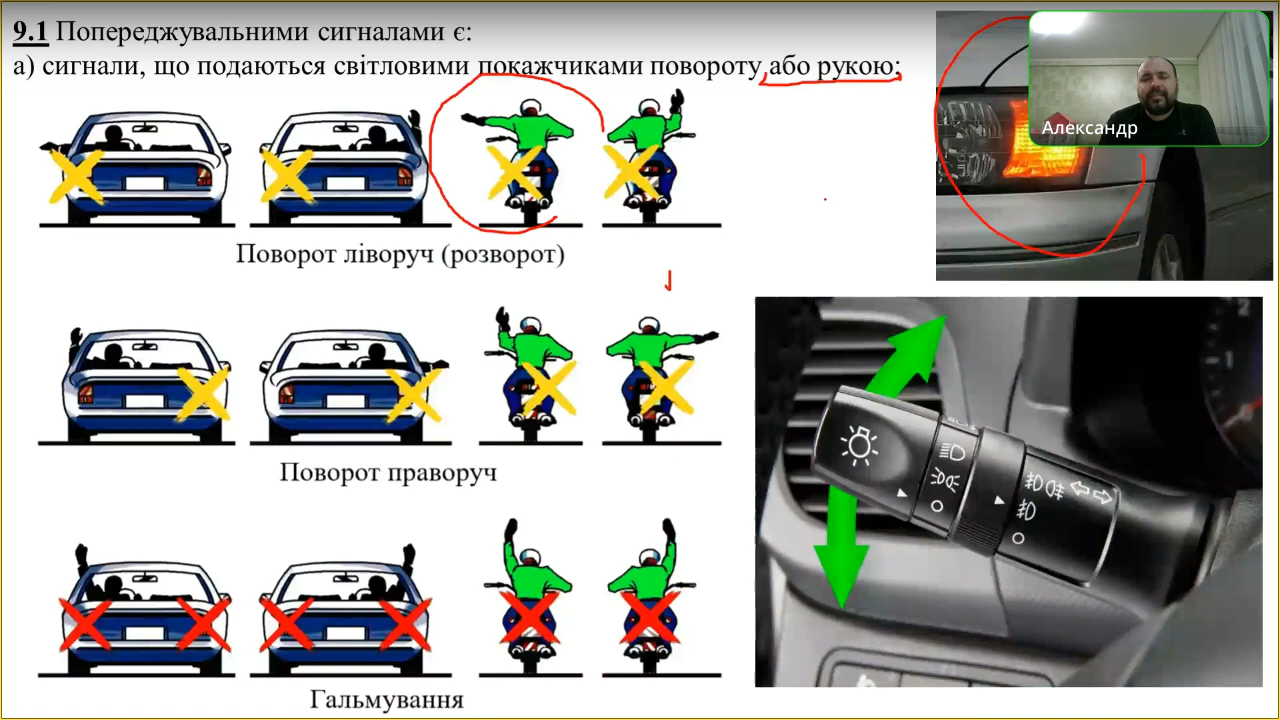 9.1 Попереджувальними сигналами є:
а) сигнали, що подаються світловими покажчиками повороту або рукою;
Александр
Поворот ліворуч (розворот)
Поворот праворуч
Гальмування